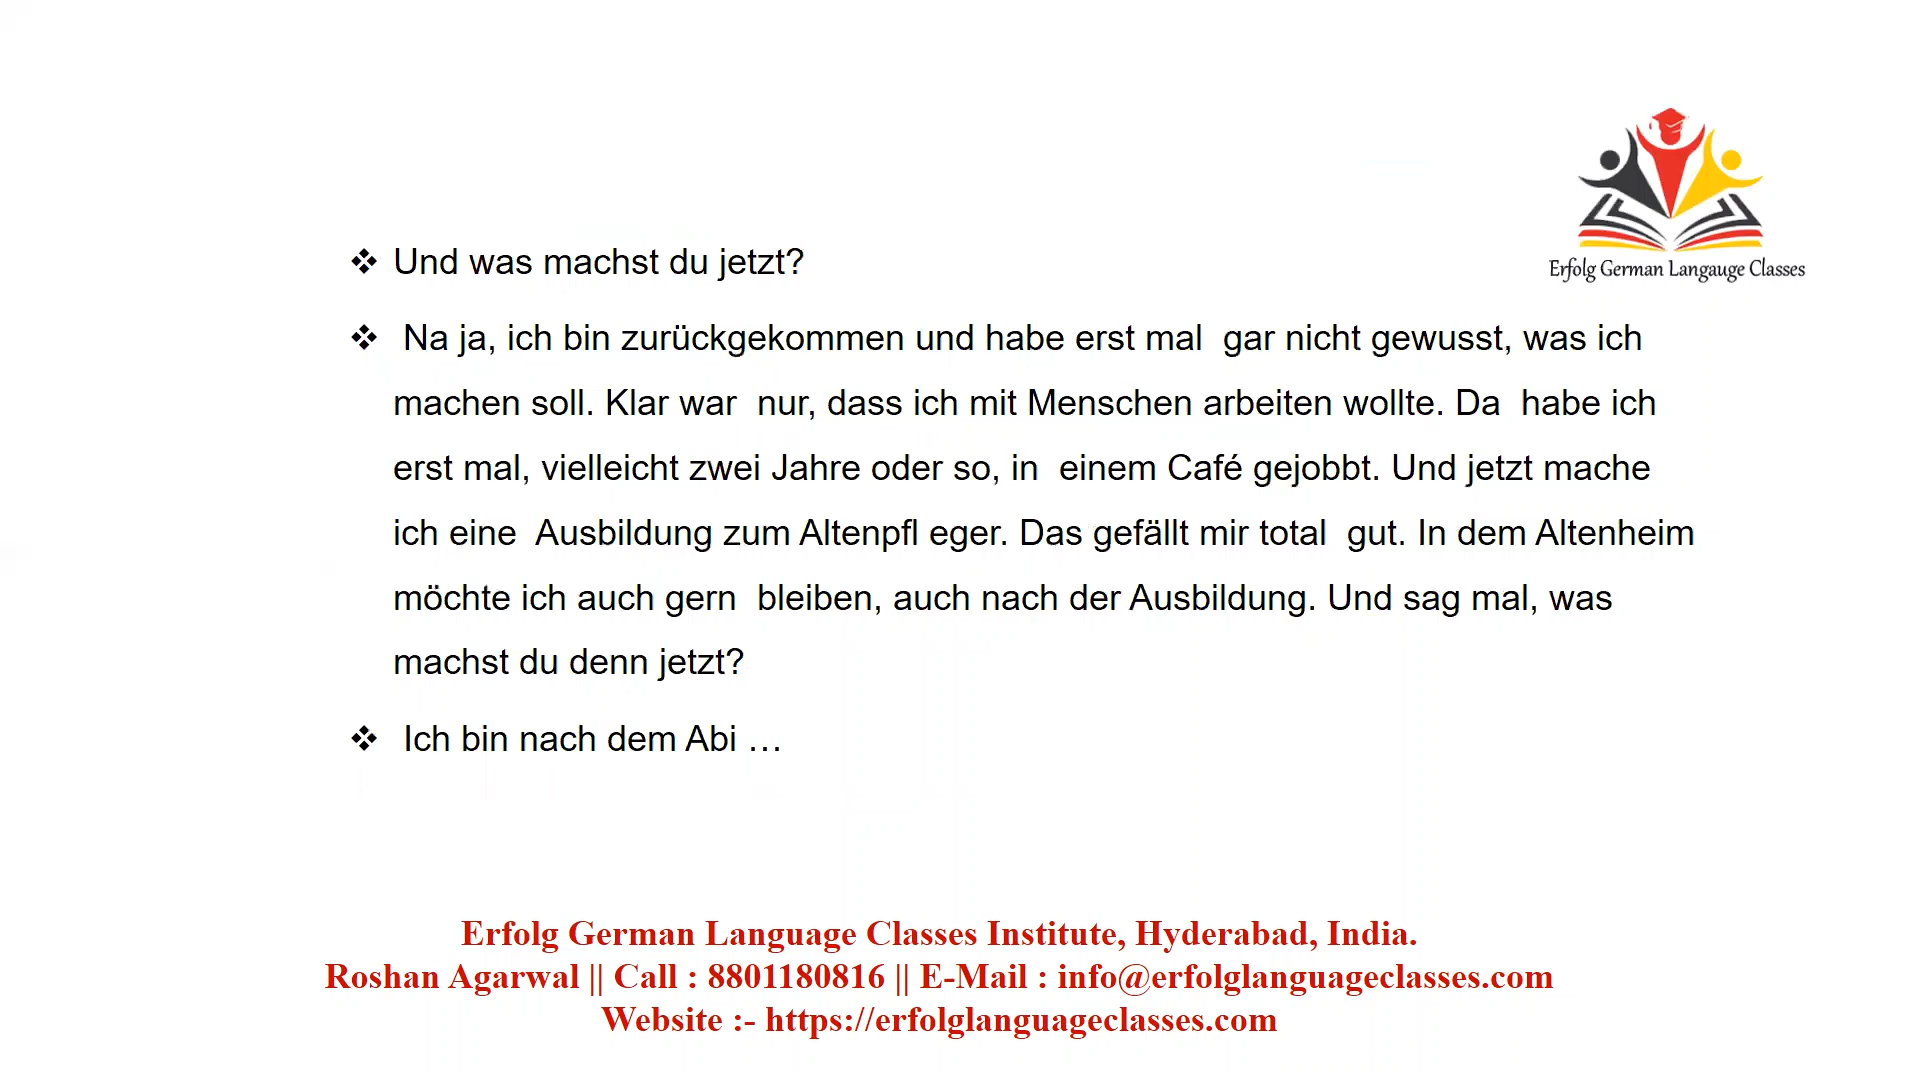 Erfolg German Langauge Classes
❖ Und was machst du jetzt?
❖ Na ja, ich bin zurückgekommen und habe erst mal gar nicht gewusst, was ich
machen soll. Klar war nur, dass ich mit Menschen arbeiten wollte. Da habe ich
erst mal, vielleicht zwei Jahre oder so, in einem Café gejobbt. Und jetzt mache
ich eine Ausbildung zum Altenpfl eger. Das gefällt mir total gut. In dem Altenheim
möchte ich auch gern bleiben, auch nach der Ausbildung. Und sag mal, was
machst du denn jetzt?
❖ Ich bin nach dem Abi …
Erfolg German Language Classes Institute, Hyderabad, India.
Roshan Agarwal || Call : 8801180816 || E-Mail : info@erfolglanguageclasses.com
Website :- https://erfolglanguageclasses.com